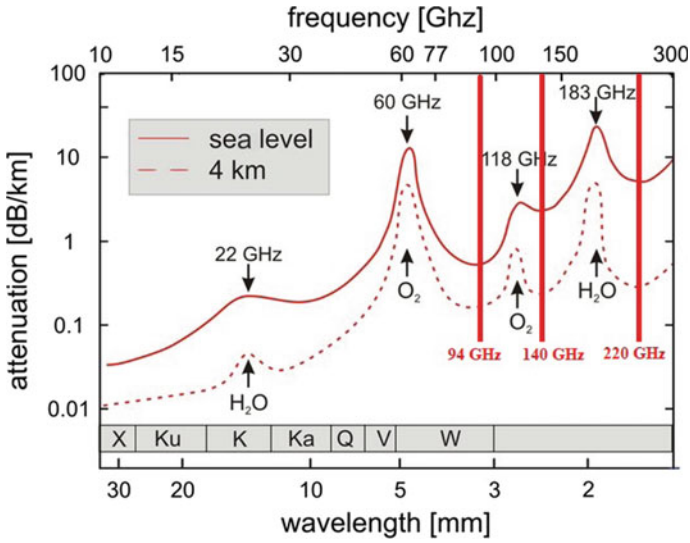 frequency [Ghz]
10 15 30 60 77 100 150 300
attenuation [dB/km]
100
10
1
0.1
0.01
sea level
4 km
22 GHz
60 GHz
118 GHz
183 GHz
H₂O
O₂
O₂
H₂O
94 GHz
140 GHz
220 GHz
X Ku K Ka Q V W
30 20 10 5 3 2
wavelength [mm]